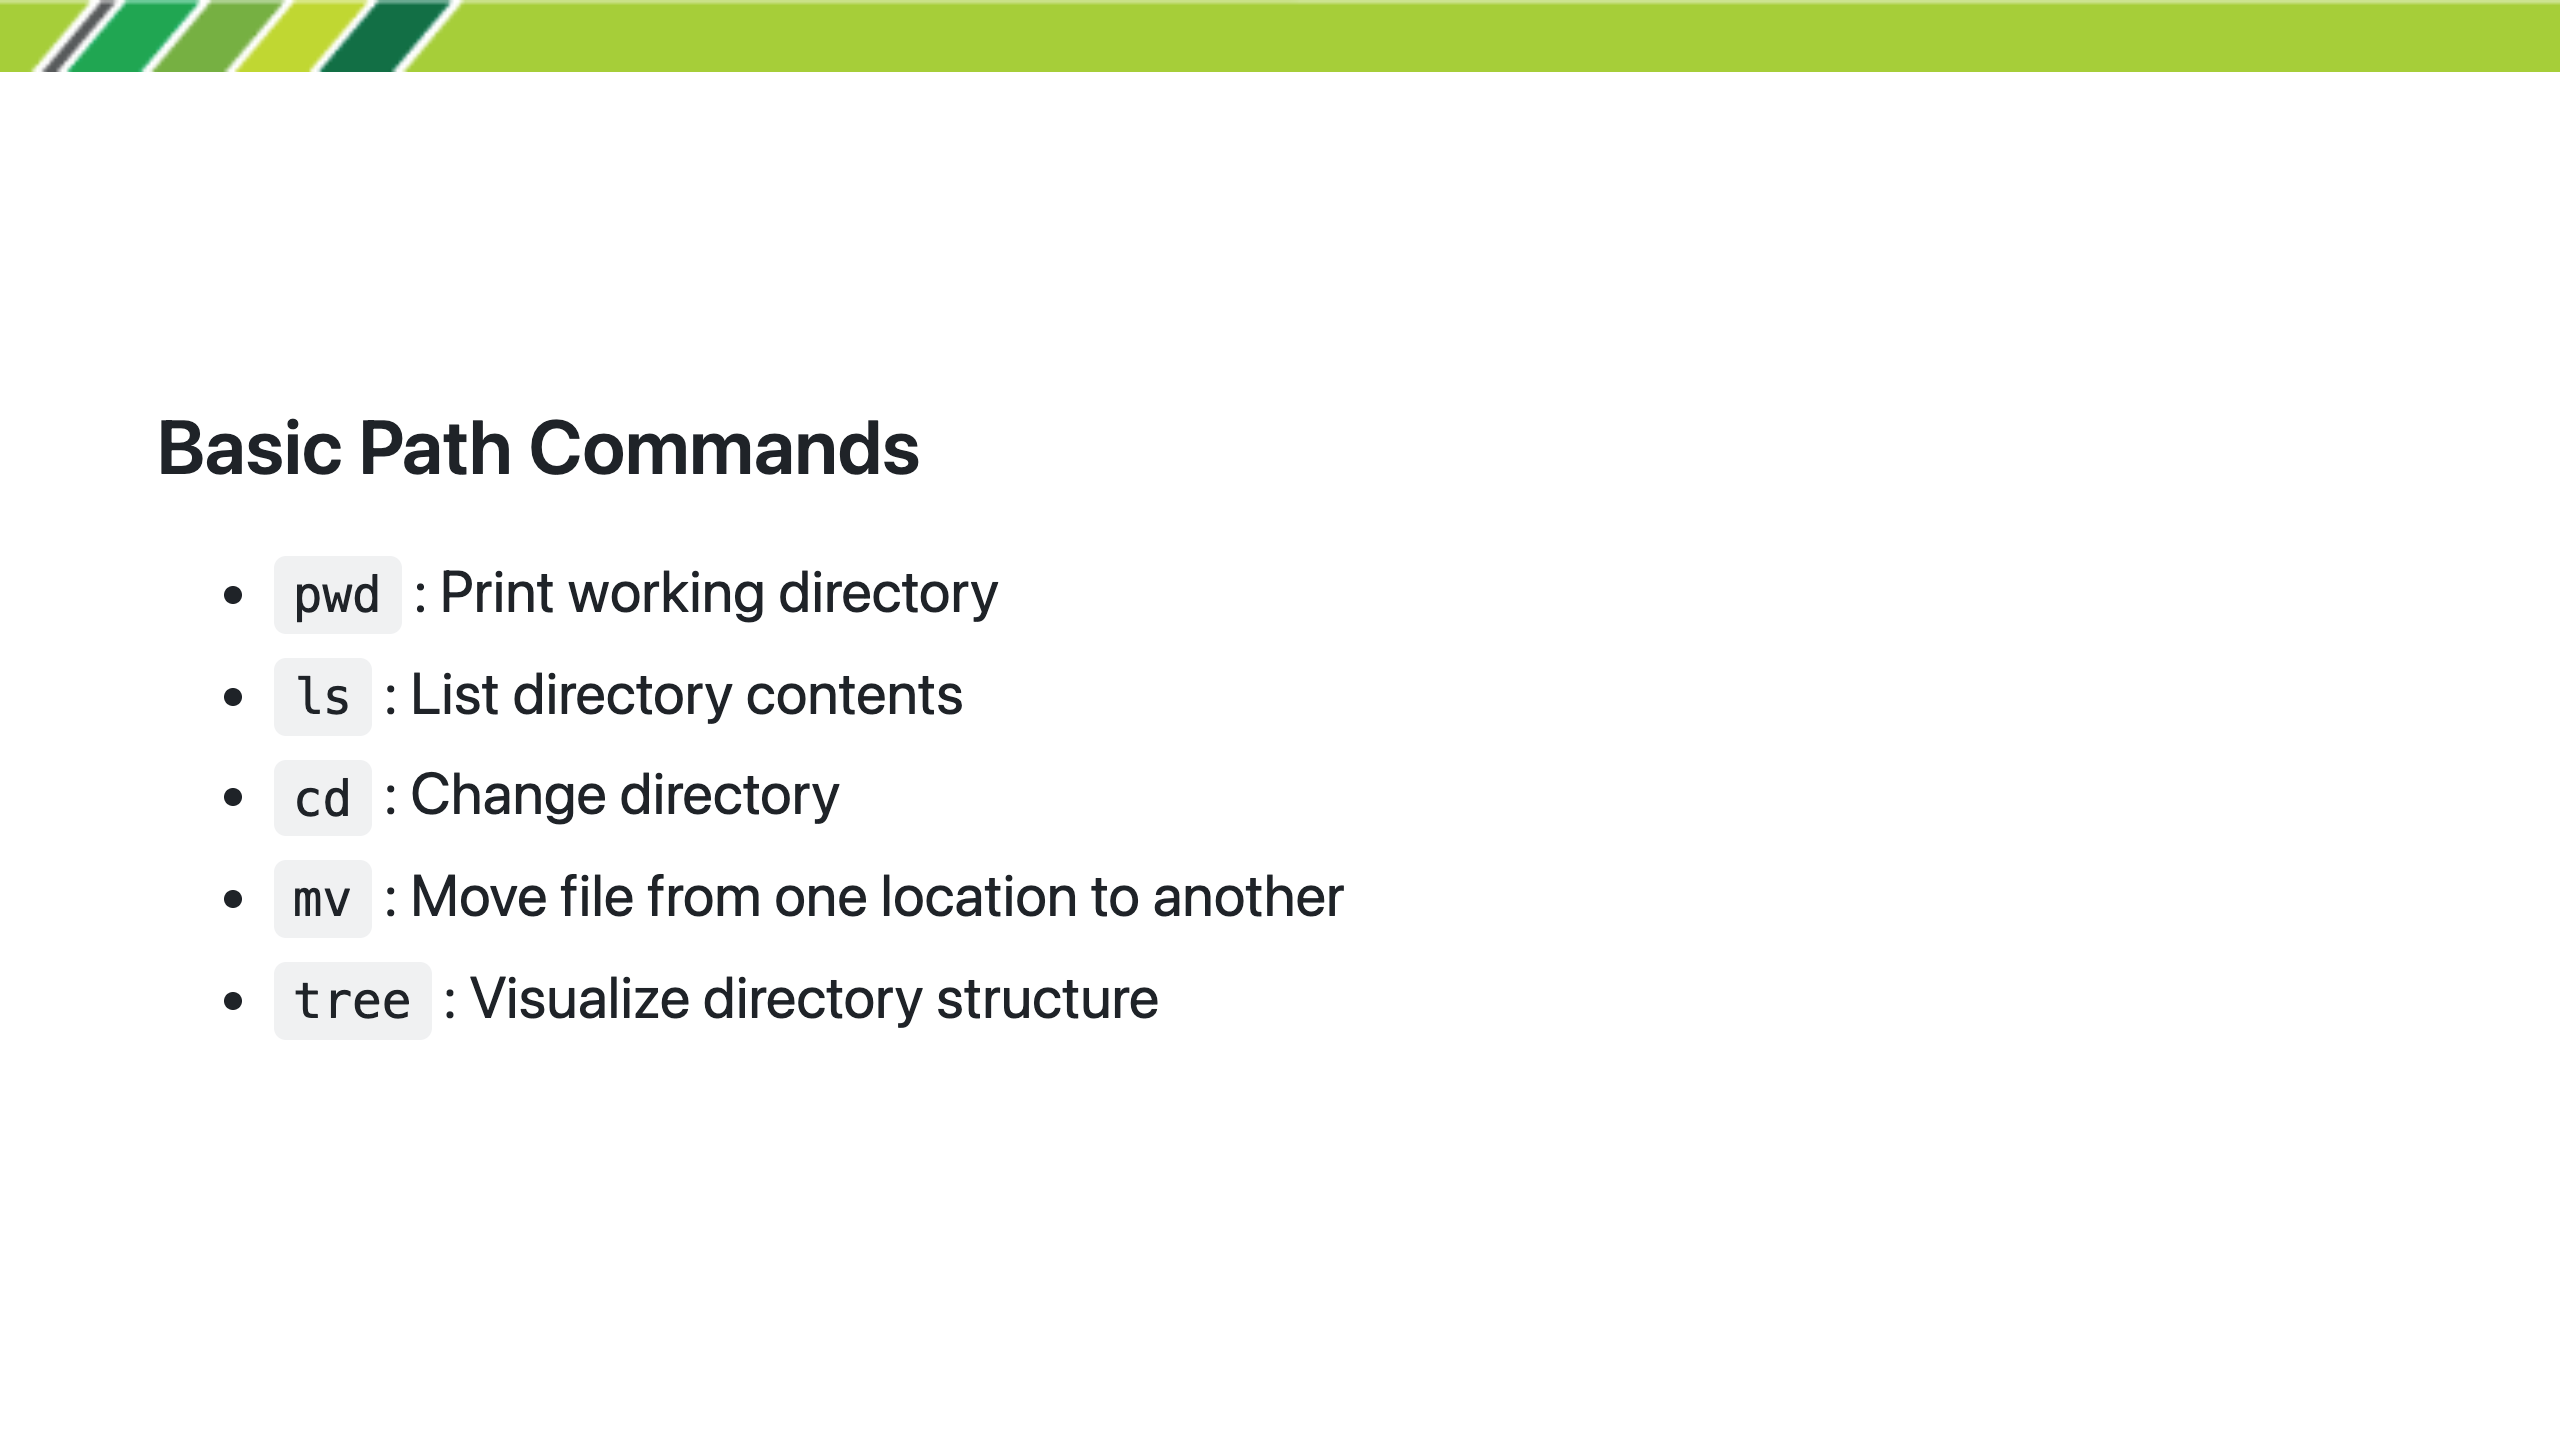 Basic Path Commands
• pwd : Print working directory
• ls : List directory contents
• cd : Change directory
• mv : Move file from one location to another
• tree : Visualize directory structure